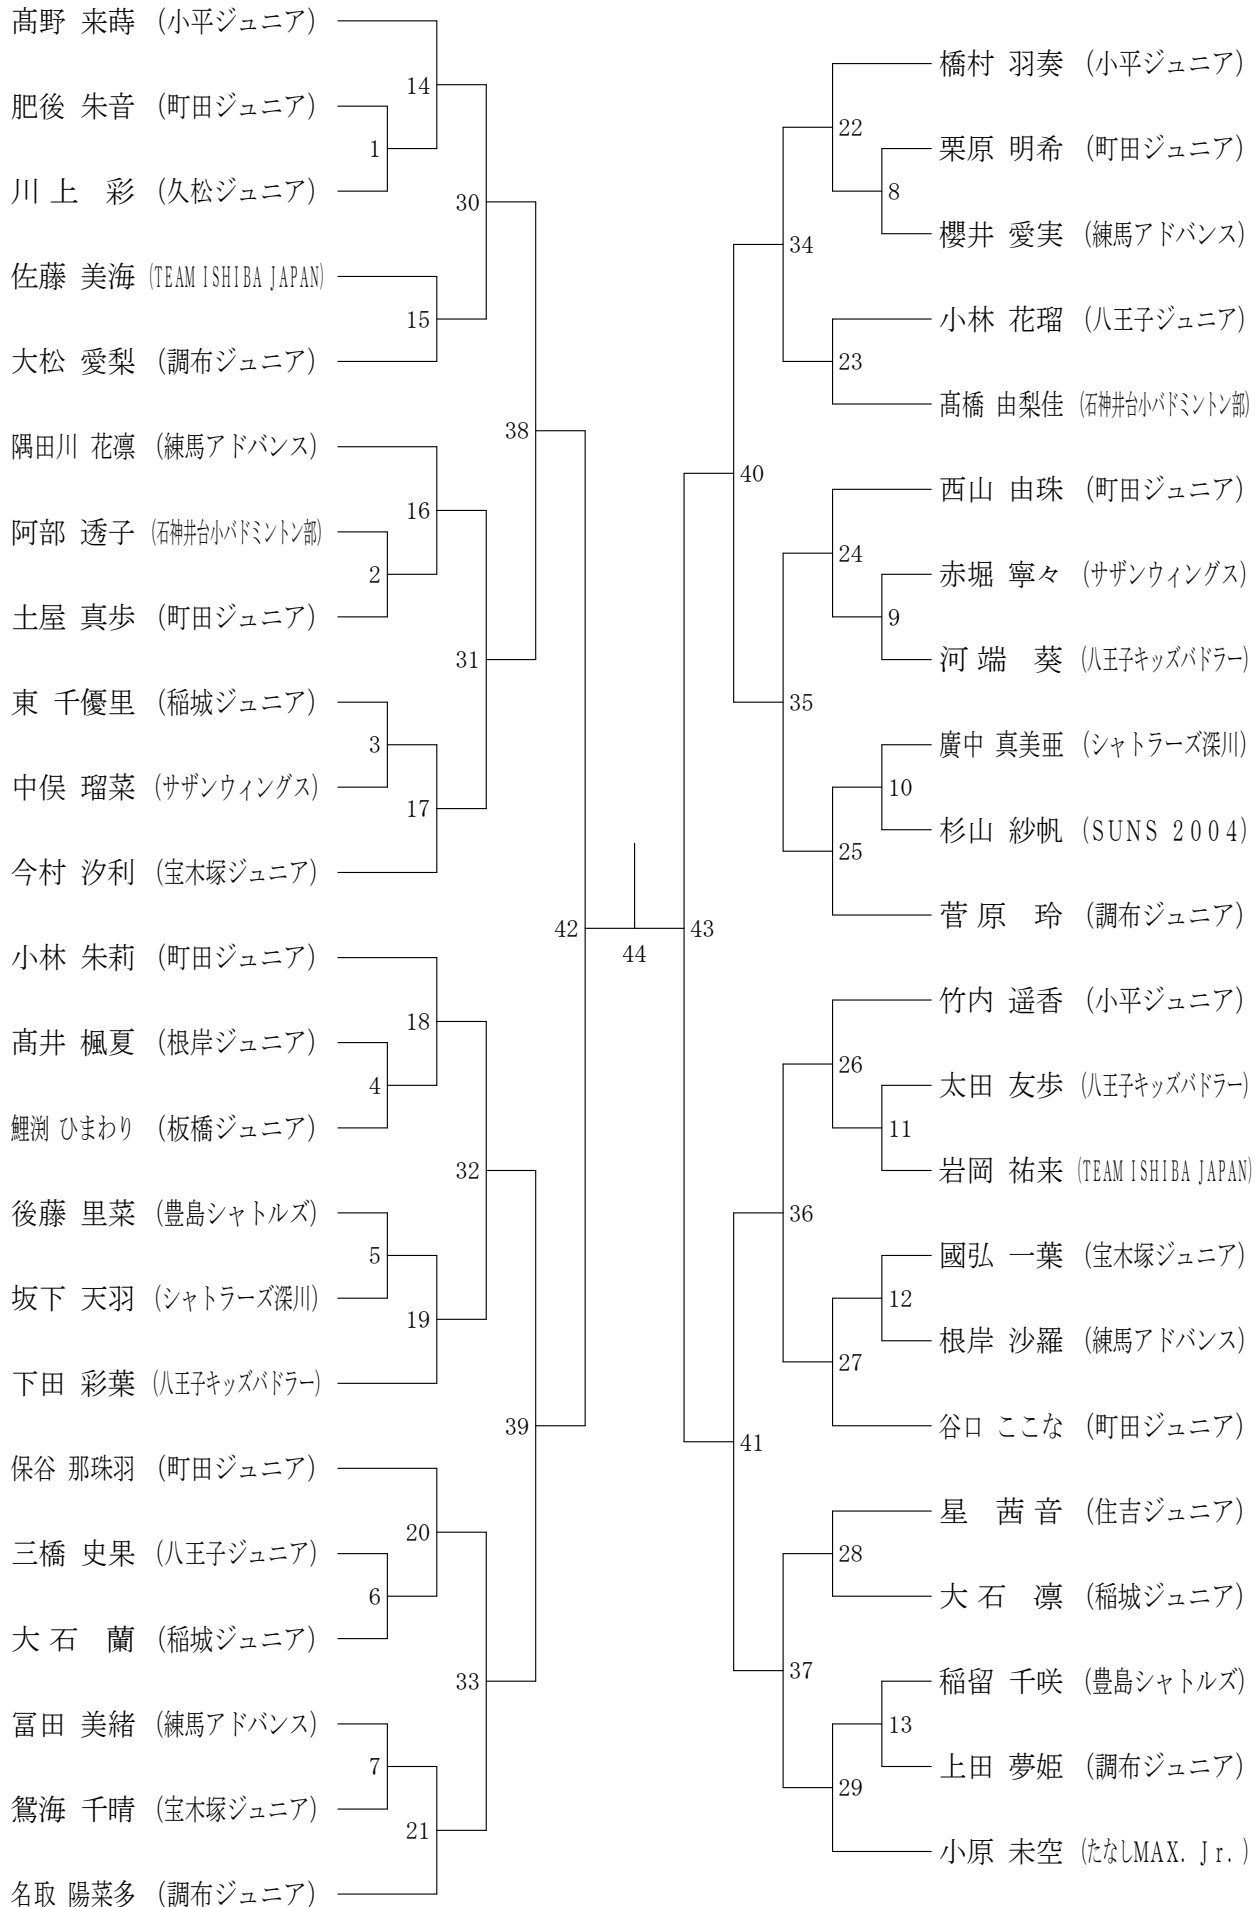 髙野 来蒔 (小平ジュニア)
14
肥後 朱音 (町田ジュニア)
1
川上 彩 (久松ジュニア)
30
佐藤 美海 (TEAM ISHIBA JAPAN)
15
大松 愛梨 (調布ジュニア)
38
隅田川 花凛 (練馬アドバンス)
16
阿部 透子 (石神井台小バドミントン部)
2
土屋 真歩 (町田ジュニア)
31
東 千優里 (稲城ジュニア)
3
中俣 瑠菜 (サザンウィングス)
17
今村 汐利 (宝木塚ジュニア)
42
小林 朱莉 (町田ジュニア)
18
髙井 楓夏 (根岸ジュニア)
4
鯉渕 ひまわり (板橋ジュニア)
32
後藤 里菜 (豊島シャトルズ)
5
坂下 天羽 (シャトラーズ深川)
19
下田 彩葉 (八王子キッズバドラー)
39
保谷 那珠羽 (町田ジュニア)
20
三橋 史果 (八王子ジュニア)
6
大石 蘭 (稲城ジュニア)
33
冨田 美緒 (練馬アドバンス)
7
鴛海 千晴 (宝木塚ジュニア)
21
名取 陽菜多 (調布ジュニア)
44
橋村 羽奏 (小平ジュニア)
22
栗原 明希 (町田ジュニア)
8
櫻井 愛実 (練馬アドバンス)
34
小林 花瑠 (八王子ジュニア)
23
髙橋 由梨佳 (石神井台小バドミントン部)
40
西山 由珠 (町田ジュニア)
24
赤堀 寧々 (サザンウィングス)
9
河端 葵 (八王子キッズバドラー)
35
廣中 真美亜 (シャトラーズ深川)
10
杉山 紗帆 (SUNS 2004)
25
菅原 玲 (調布ジュニア)
43
竹内 遥香 (小平ジュニア)
26
太田 友歩 (八王子キッズバドラー)
11
岩岡 祐来 (TEAM ISHIBA JAPAN)
36
國弘 一葉 (宝木塚ジュニア)
12
根岸 沙羅 (練馬アドバンス)
27
谷口 ここな (町田ジュニア)
41
星 茜音 (住吉ジュニア)
28
大石 凛 (稲城ジュニア)
37
稲留 千咲 (豊島シャトルズ)
13
上田 夢姫 (調布ジュニア)
29
小原 未空 (たなしMAX. Jr.)